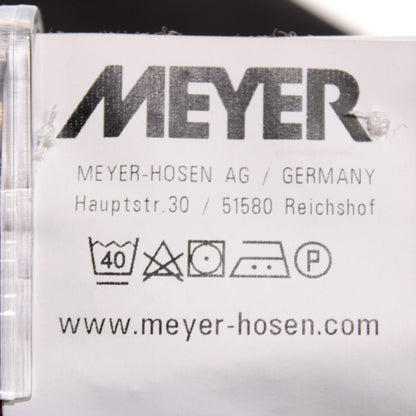 MEYER
MEYER-HOSEN AG / GERMANY
Hauptstr.30 / 51580 Reichshof
40 P
www.meyer-hosen.com